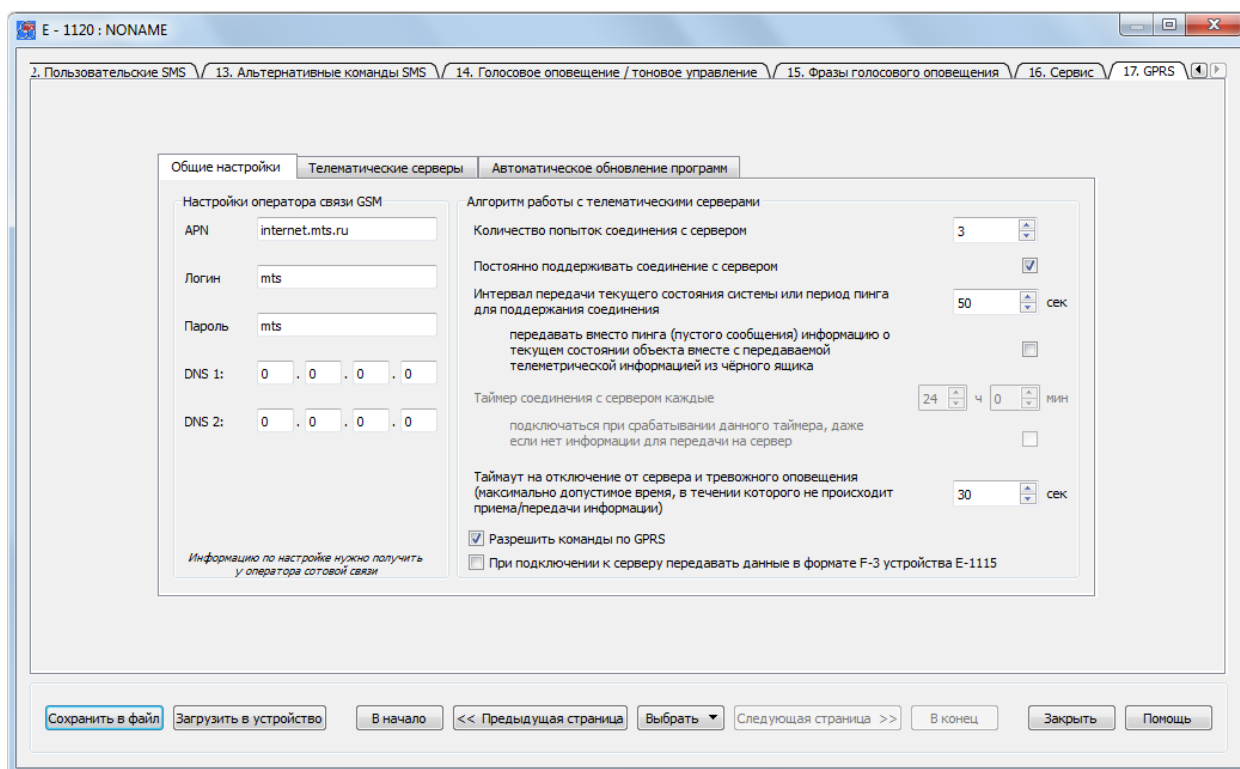 E - 1120 : NONAME
2. Пользовательские SMS
13. Альтернативные команды SMS
14. Голосовое оповещение / тоновое управление
15. Фразы голосового оповещения
16. Сервис
17. GPRS
Общие настройки
Телематические серверы
Автоматическое обновление программ
Настройки оператора связи GSM
APN
internet.mts.ru
Логин
mts
Пароль
mts
DNS 1:
0 . 0 . 0 . 0
DNS 2:
0 . 0 . 0 . 0
Информацию по настройке нужно получить
у оператора сотовой связи
Алгоритм работы с телематическими серверами
Количество попыток соединения с сервером
3
Постоянно поддерживать соединение с сервером
Интервал передачи текущего состояния системы или период пинга
для поддержания соединения
50 сек
передавать вместо пинга (пустого сообщения) информацию о
текущем состоянии объекта вместе с передаваемой
телеметрической информацией из чёрного ящика
Таймер соединения с сервером каждые
24 ч 0 мин
подключаться при срабатывании данного таймера, даже
если нет информации для передачи на сервер
Таймаут на отключение от сервера и тревожного оповещения
(максимально допустимое время, в течении которого не происходит
приема/передачи информации)
30 сек
Разрешить команды по GPRS
При подключении к серверу передавать данные в формате F-3 устройства E-1115
Сохранить в файл
Загрузить в устройство
В начало
<< Предыдущая страница
Выбрать
Следующая страница >>
В конец
Закрыть
Помощь